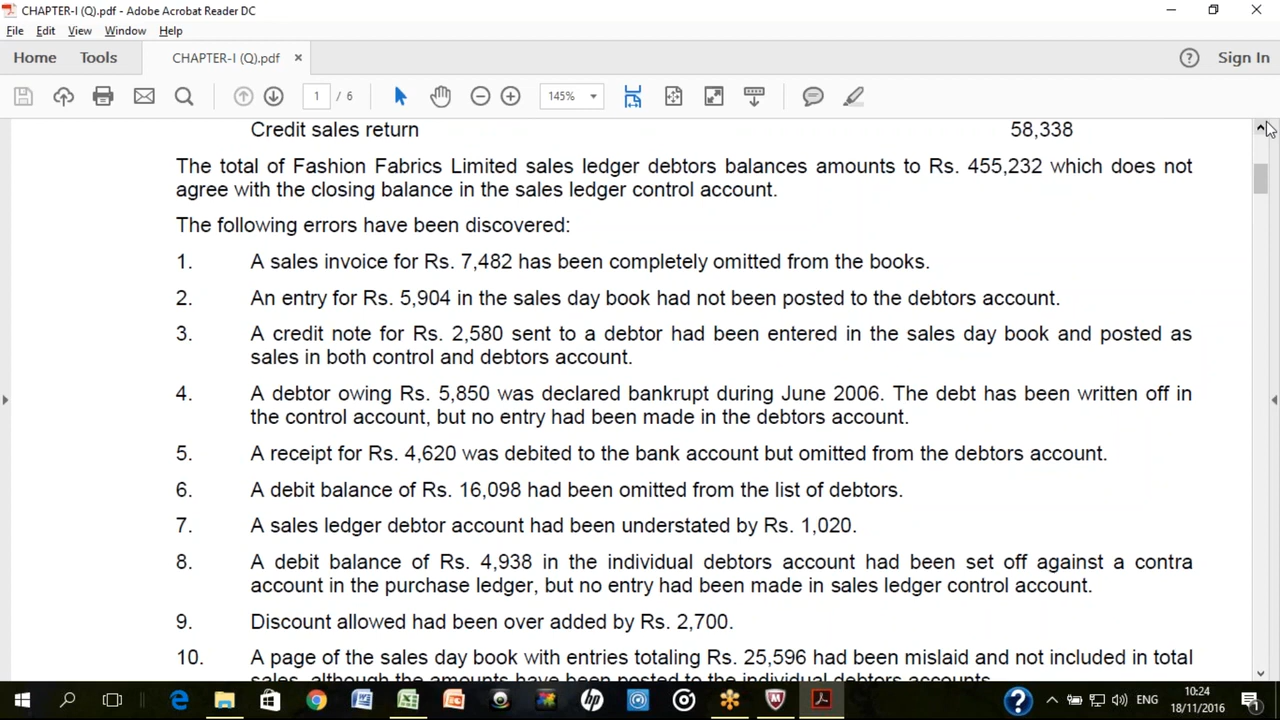 CHAPTER-I (Q).pdf - Adobe Acrobat Reader DC
File Edit View Window Help
Home Tools CHAPTER-I (Q).pdf × ? Sign In
1 / 6 145%
Credit sales return 58,338
The total of Fashion Fabrics Limited sales ledger debtors balances amounts to Rs. 455,232 which does not
agree with the closing balance in the sales ledger control account.
The following errors have been discovered:
1. A sales invoice for Rs. 7,482 has been completely omitted from the books.
2. An entry for Rs. 5,904 in the sales day book had not been posted to the debtors account.
3. A credit note for Rs. 2,580 sent to a debtor had been entered in the sales day book and posted as
sales in both control and debtors account.
4. A debtor owing Rs. 5,850 was declared bankrupt during June 2006. The debt has been written off in
the control account, but no entry had been made in the debtors account.
5. A receipt for Rs. 4,620 was debited to the bank account but omitted from the debtors account.
6. A debit balance of Rs. 16,098 had been omitted from the list of debtors.
7. A sales ledger debtor account had been understated by Rs. 1,020.
8. A debit balance of Rs. 4,938 in the individual debtors account had been set off against a contra
account in the purchase ledger, but no entry had been made in sales ledger control account.
9. Discount allowed had been over added by Rs. 2,700.
10. A page of the sales day book with entries totaling Rs. 25,596 had been mislaid and not included in total
sales, although the amounts have been posted to the individual debtors accounts.
ENG 10:24
18/11/2016